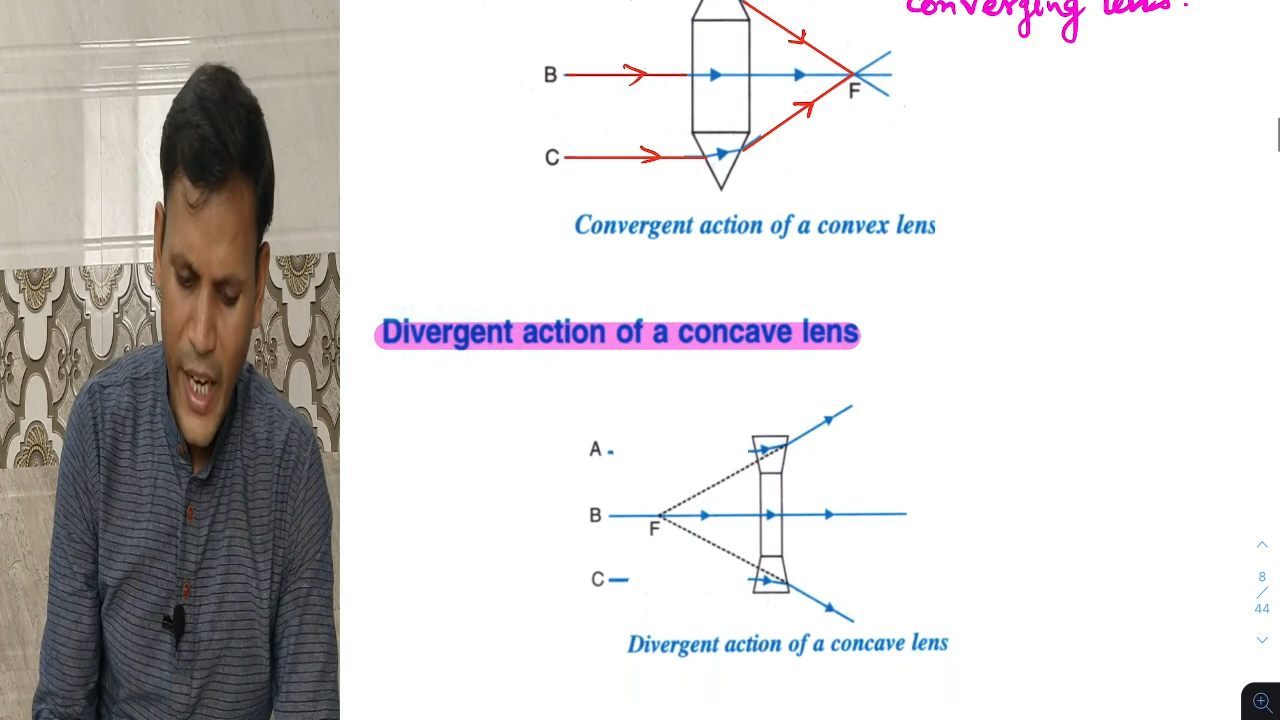 converging lens.
B
F
C
Convergent action of a convex lens
Divergent action of a concave lens
A
B
F
C
Divergent action of a concave lens
8
/
44